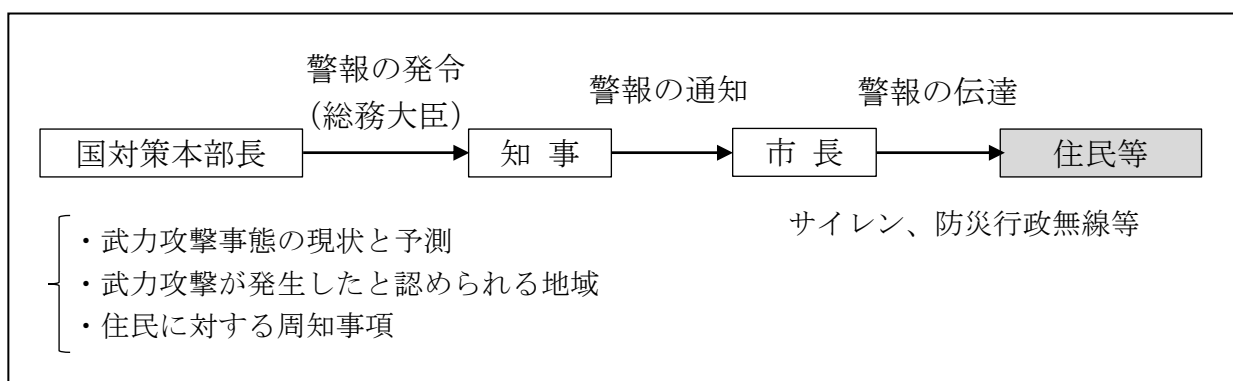 警報の発令
(総務大臣)
警報の通知
警報の伝達
国対策本部長
知 事
市 長
住民等
サイレン、防災行政無線等
・武力攻撃事態の現状と予測
・武力攻撃が発生したと認められる地域
・住民に対する周知事項